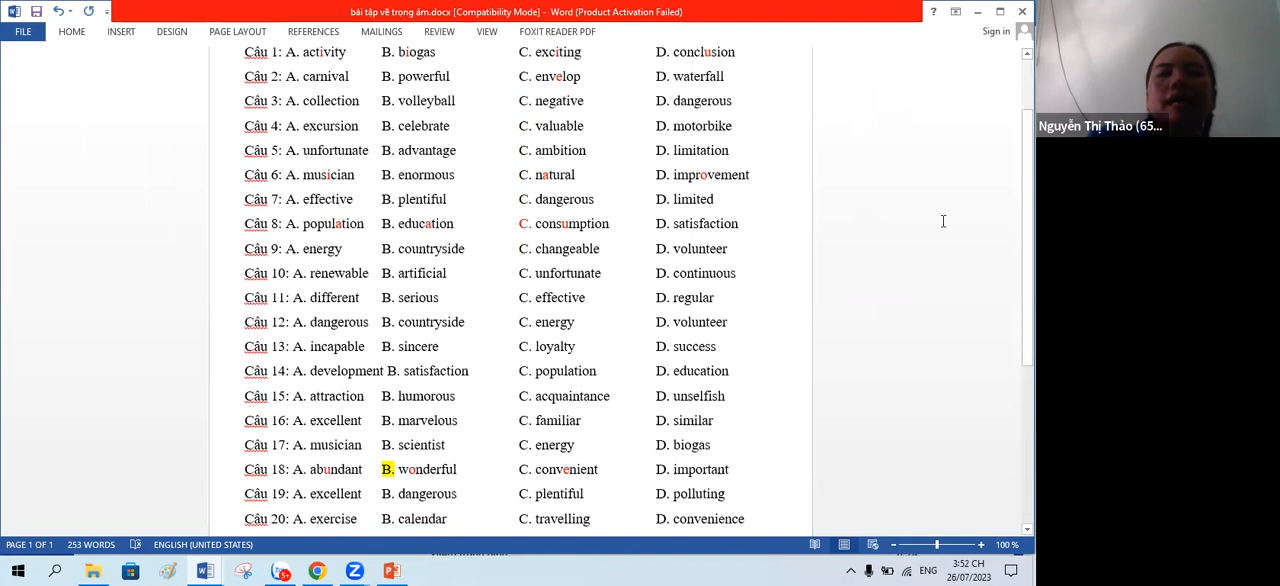 bài tập về trọng âm.docx [Compatibility Mode] - Word (Product Activation Failed)
FILE HOME INSERT DESIGN PAGE LAYOUT REFERENCES MAILINGS REVIEW VIEW FOXIT READER PDF Sign in
Câu 1: A. activity B. biogas C. exciting D. conclusion
Câu 2: A. carnival B. powerful C. envelop D. waterfall
Câu 3: A. collection B. volleyball C. negative D. dangerous
Câu 4: A. excursion B. celebrate C. valuable D. motorbike
Câu 5: A. unfortunate B. advantage C. ambition D. limitation
Câu 6: A. musician B. enormous C. natural D. improvement
Câu 7: A. effective B. plentiful C. dangerous D. limited
Câu 8: A. population B. education C. consumption D. satisfaction
Câu 9: A. energy B. countryside C. changeable D. volunteer
Câu 10: A. renewable B. artificial C. unfortunate D. continuous
Câu 11: A. different B. serious C. effective D. regular
Câu 12: A. dangerous B. countryside C. energy D. volunteer
Câu 13: A. incapable B. sincere C. loyalty D. success
Câu 14: A. development B. satisfaction C. population D. education
Câu 15: A. attraction B. humorous C. acquaintance D. unselfish
Câu 16: A. excellent B. marvelous C. familiar D. similar
Câu 17: A. musician B. scientist C. energy D. biogas
Câu 18: A. abundant B. wonderful C. convenient D. important
Câu 19: A. excellent B. dangerous C. plentiful D. polluting
Câu 20: A. exercise B. calendar C. travelling D. convenience
PAGE 1 OF 1 253 WORDS ENGLISH (UNITED STATES) 100 %
ENG 3:52 CH
26/07/2023
Nguyễn Thị Thảo (65...